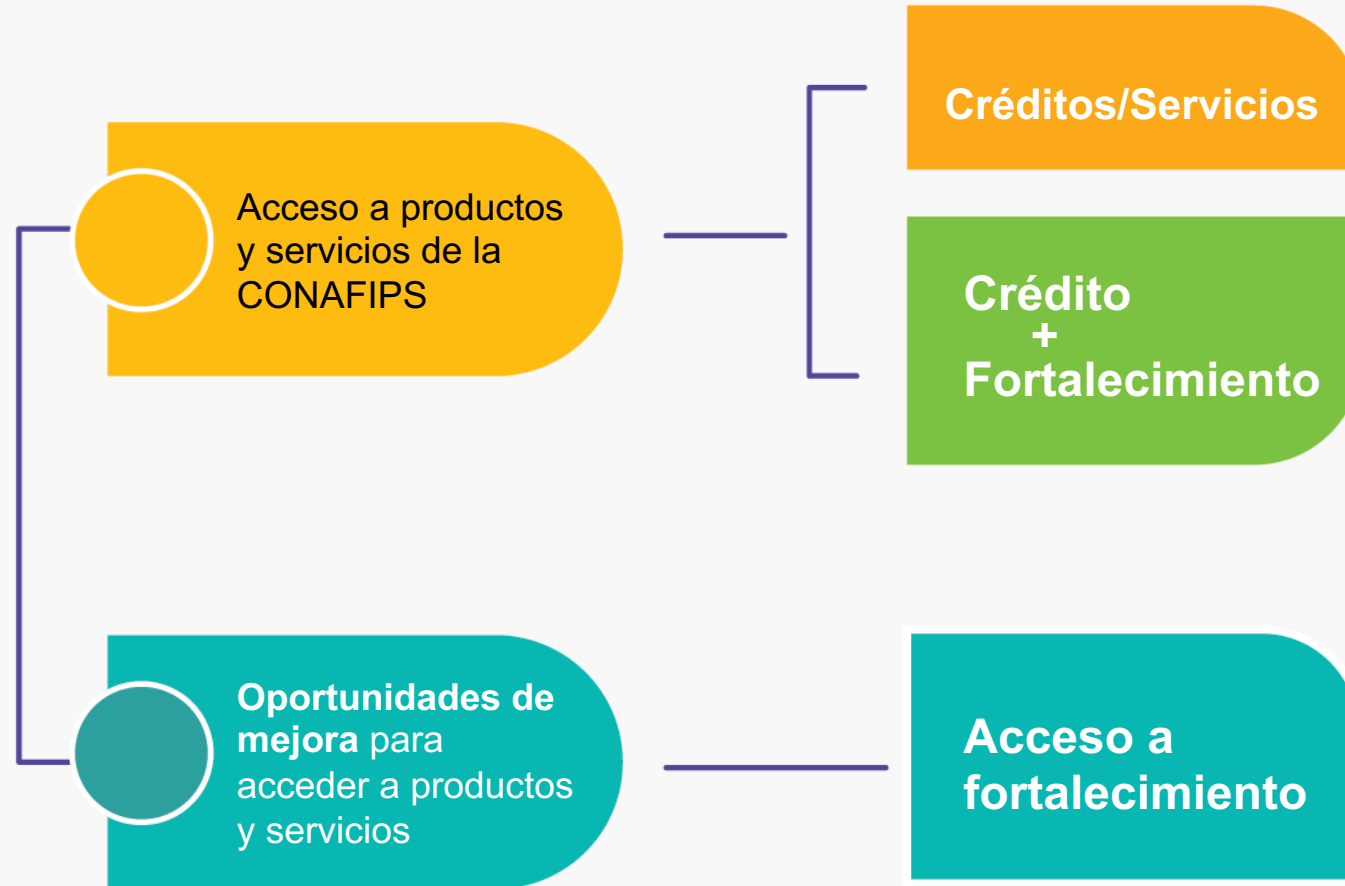 Créditos/Servicios
Acceso a productos
y servicios de la
CONAFIPS
Crédito
+
Fortalecimiento
Oportunidades de
mejora para
acceder a productos
y servicios
Acceso a
fortalecimiento